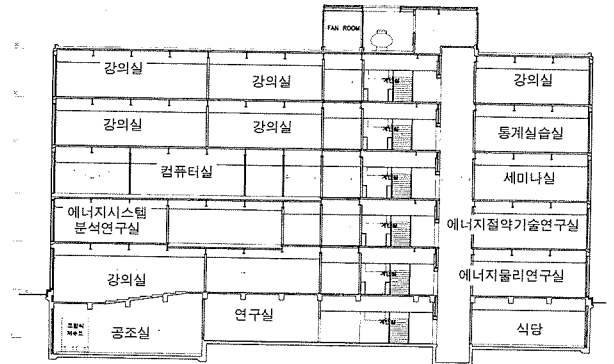 FAN ROOM
강의실
강의실
강의실
강의실
강의실
통계실습실
컴퓨터실
세미나실
에너지시스템
분석연구실
에너지절약기술연구실
강의실
에너지물리연구실
공조실
연구실
식당